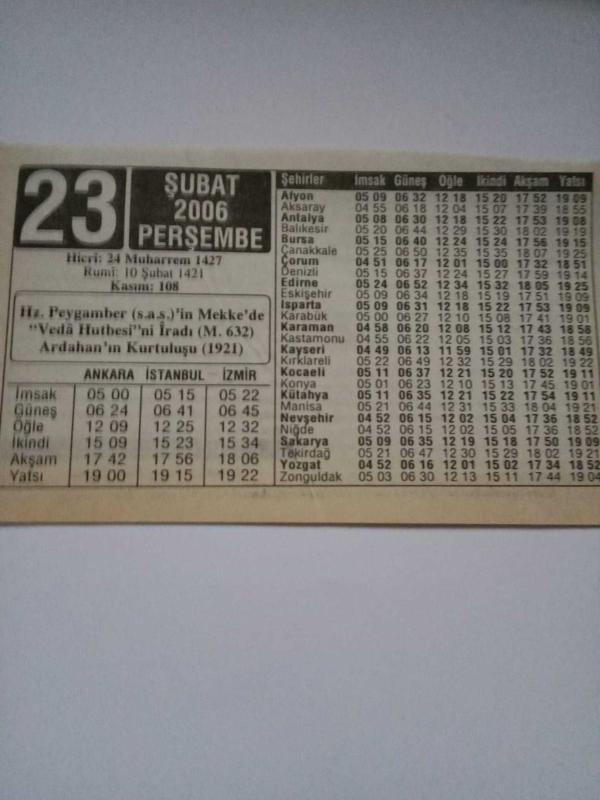 23
ŞUBAT
2006
PERŞEMBE
Hicrî: 24 Muharrem 1427
Rumî: 10 Şubat 1421
Kasım: 108
Hz. Peygamber (s.a.s.)'in Mekke'de
"Vedâ Hutbesi"ni Îradı (M. 632)
Ardahan'ın Kurtuluşu (1921)
ANKARA İSTANBUL İZMİR
İmsak 05 00 05 15 05 22
Güneş 06 24 06 41 06 45
Öğle 12 09 12 25 12 32
İkindi 15 09 15 23 15 34
Akşam 17 42 17 56 18 06
Yatsı 19 00 19 15 19 22
Şehirler İmsak Güneş Öğle İkindi Akşam Yatsı
Afyon 05 09 06 32 12 18 15 20 17 52 19 09
Aksaray 04 55 06 18 12 04 15 07 17 39 18 55
Antalya 05 08 06 30 12 18 15 22 17 53 19 08
Balıkesir 05 20 06 44 12 29 15 30 18 02 19 19
Bursa 05 15 06 40 12 24 15 24 17 56 19 15
Çanakkale 05 25 06 50 12 35 15 35 18 07 19 25
Çorum 04 51 06 17 12 01 15 00 17 32 18 51
Denizli 05 15 06 37 12 24 15 27 17 59 19 14
Edirne 05 24 06 52 12 34 15 32 18 05 19 25
Eskişehir 05 09 06 34 12 18 15 19 17 51 19 09
Isparta 05 09 06 31 12 18 15 22 17 53 19 09
Karabük 05 00 06 27 12 10 15 08 17 41 19 01
Karaman 04 58 06 20 12 08 15 12 17 43 18 58
Kastamonu 04 55 06 22 12 05 15 03 17 36 18 56
Kayseri 04 49 06 13 11 59 15 01 17 32 18 49
Kırklareli 05 22 06 49 12 32 15 29 18 02 19 22
Kocaeli 05 11 06 37 12 21 15 20 17 52 19 11
Konya 05 01 06 23 12 10 15 13 17 45 19 01
Kütahya 05 11 06 35 12 21 15 22 17 54 19 11
Manisa 05 21 06 44 12 31 15 33 18 04 19 21
Nevşehir 04 52 06 15 12 02 15 04 17 36 18 52
Niğde 04 52 06 15 12 02 15 05 17 36 18 52
Sakarya 05 09 06 35 12 19 15 18 17 50 19 09
Tekirdağ 05 21 06 47 12 30 15 29 18 02 19 21
Yozgat 04 52 06 16 12 01 15 02 17 34 18 52
Zonguldak 05 03 06 30 12 13 15 11 17 44 19 04